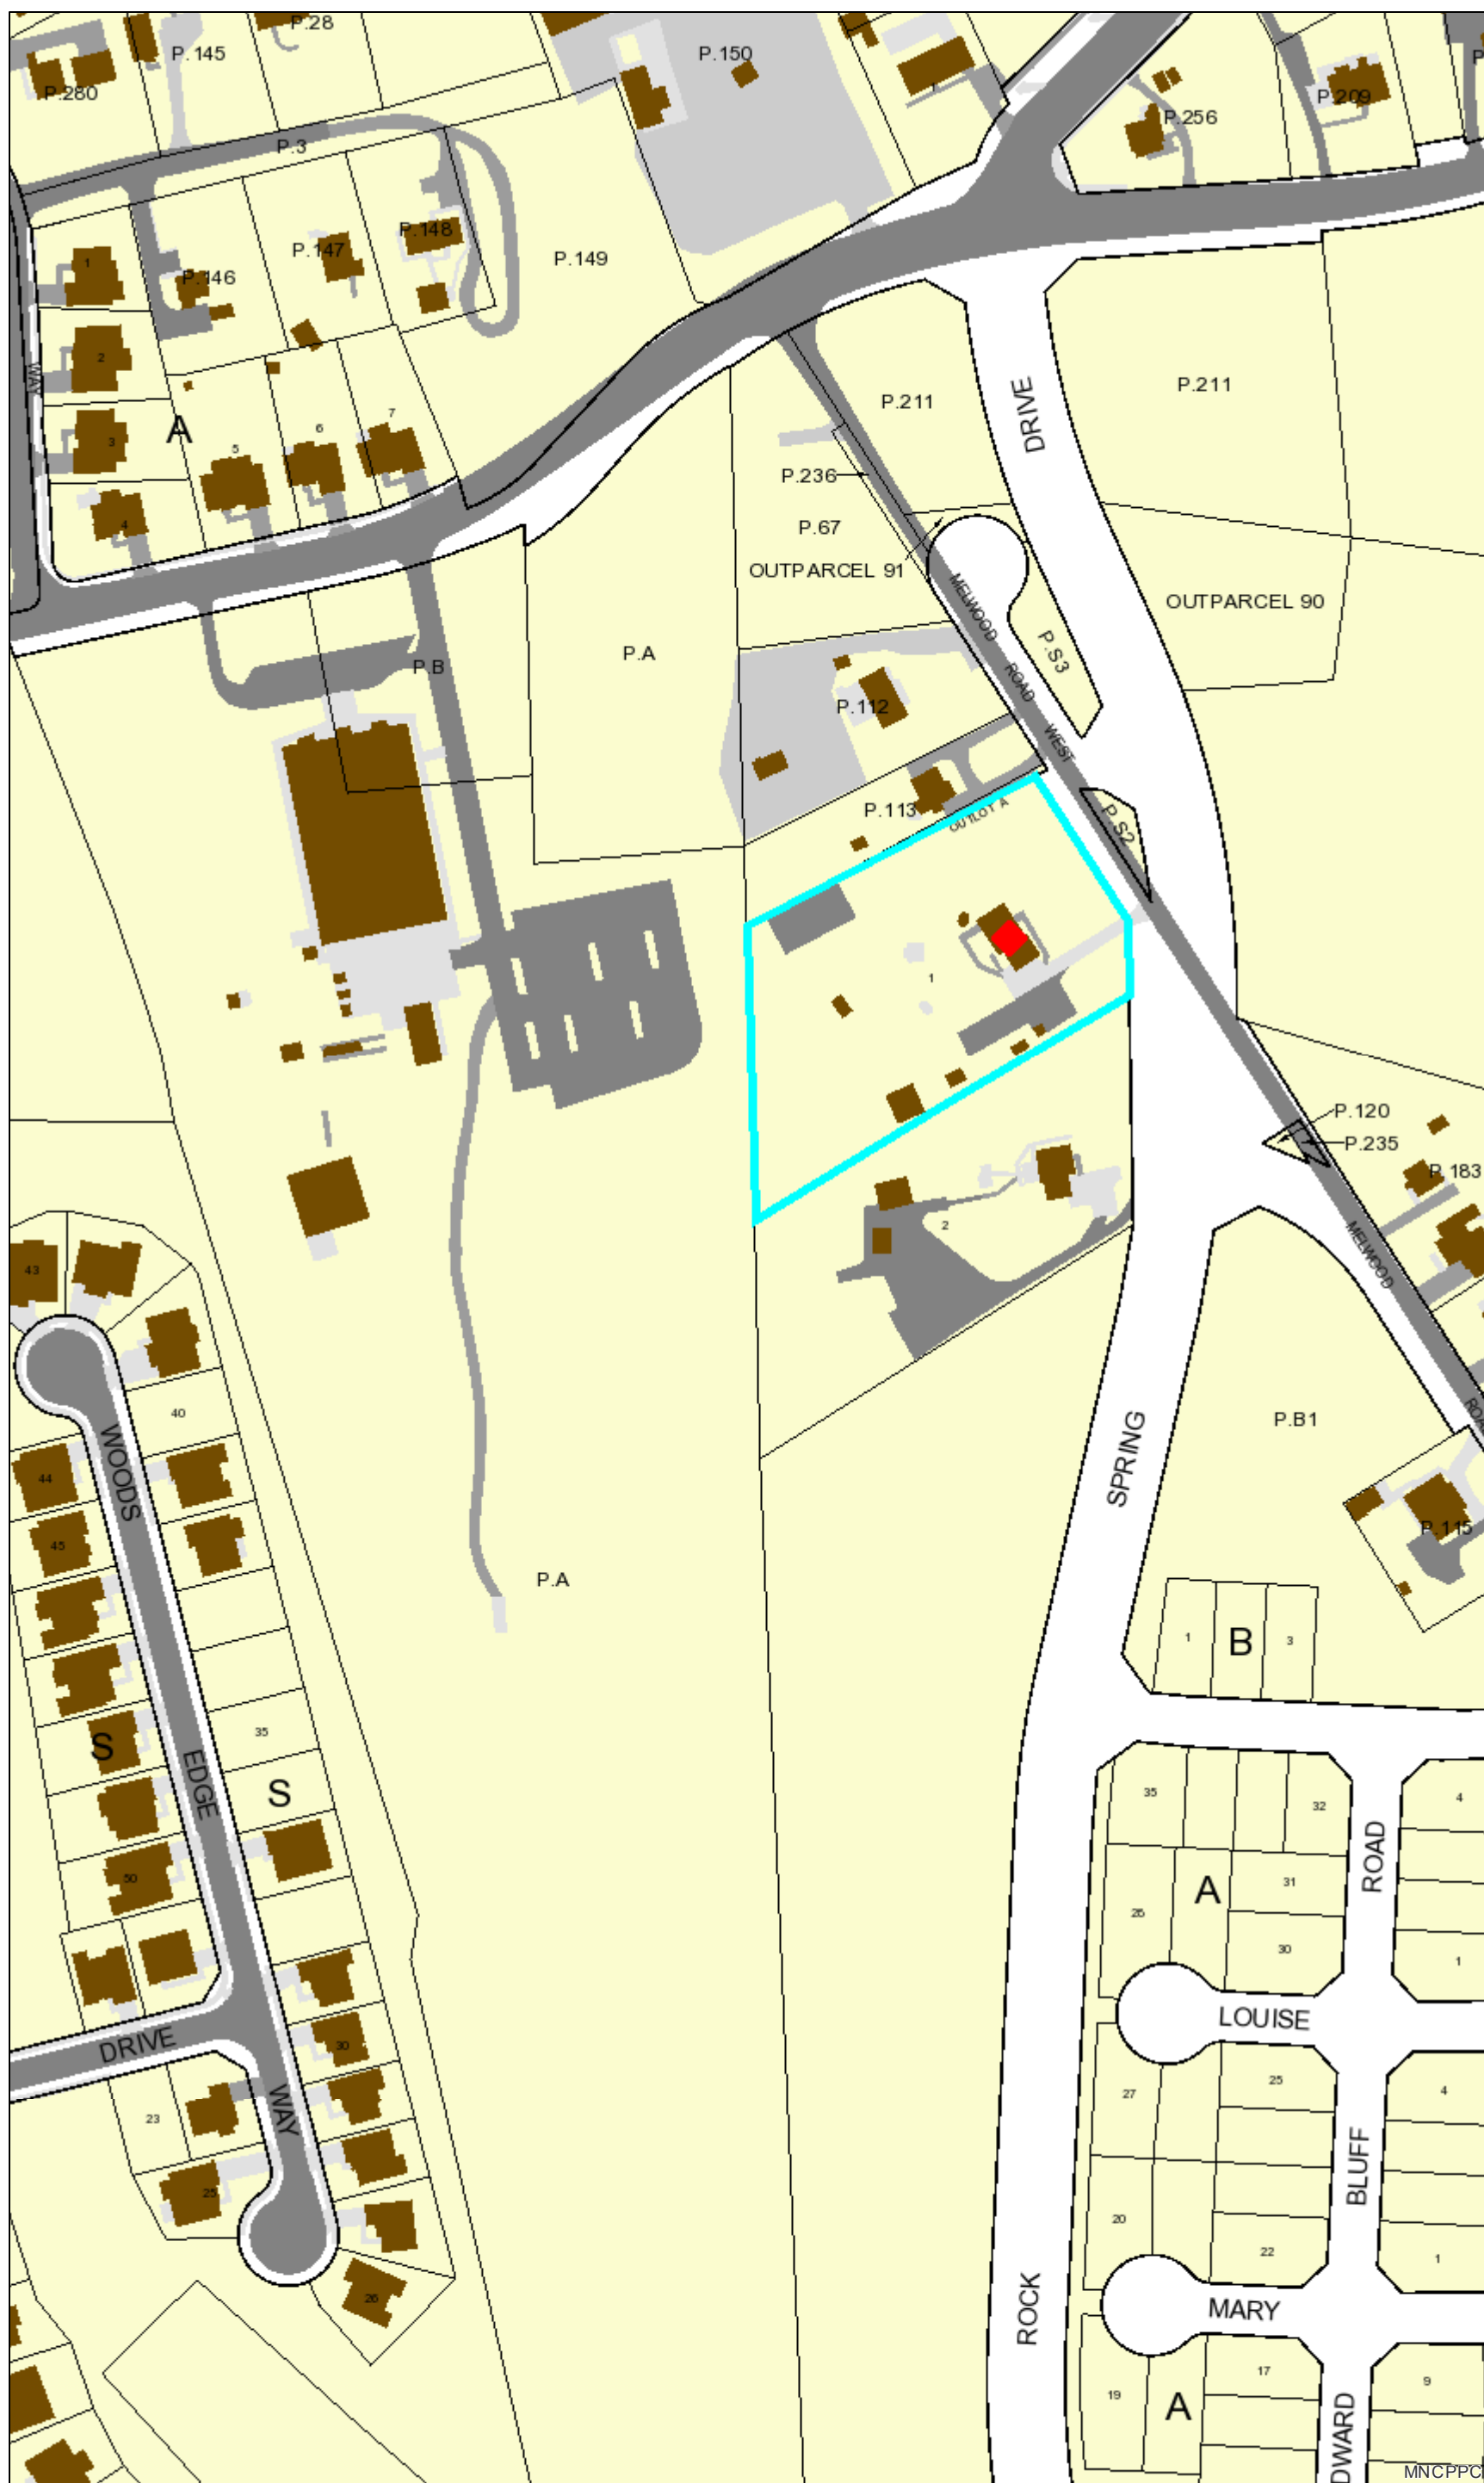 P.28
P.145
P.150
P.280
P.256
P.209
P.3
P.148
P.147
P.149
P.146
1
2
WAY
3
A
4
5
6
7
P.211
P.211
DRIVE
P.236
P.67
OUTPARCEL 91
OUTPARCEL 90
MELWOOD
ROAD
WEST
P.S3
P.A
P.B
P.112
P.113
OUTLOT A
P.S2
1
P.120
P.235
P.183
MELWOOD
2
43
40
WOODS
44
45
SPRING
P.B1
P.115
P.A
1
B
3
35
S
EDGE
S
50
35
32
4
ROAD
A
31
26
30
1
LOUISE
DRIVE
30
WAY
23
25
27
25
4
BLUFF
20
22
1
26
ROCK
MARY
17
9
19
A
DWARD
MNCPPC